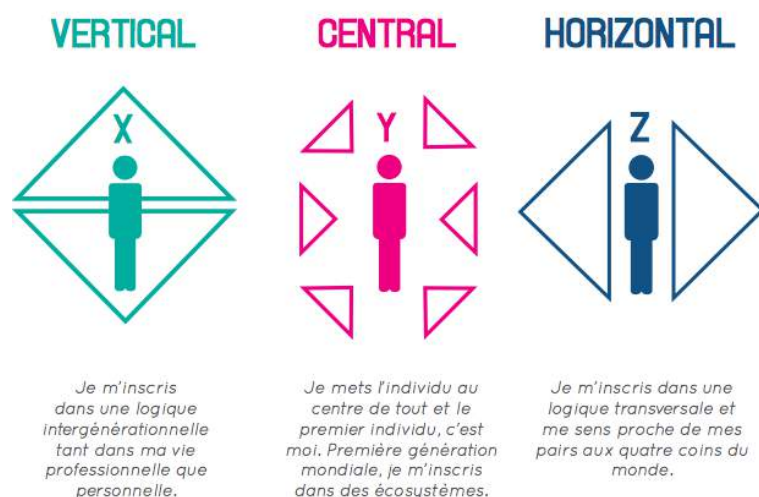 VERTICAL
X
Je m'inscris
dans une logique
intergénérationnelle
tant dans ma vie
professionnelle que
personnelle.
CENTRAL
Y
Je mets l'individu au
centre de tout et le
premier individu, c'est
moi. Première génération
mondiale, je m'inscris
dans des écosystèmes.
HORIZONTAL
Z
Je m'inscris dans une
logique transversale et
me sens proche de mes
pairs aux quatre coins du
monde.